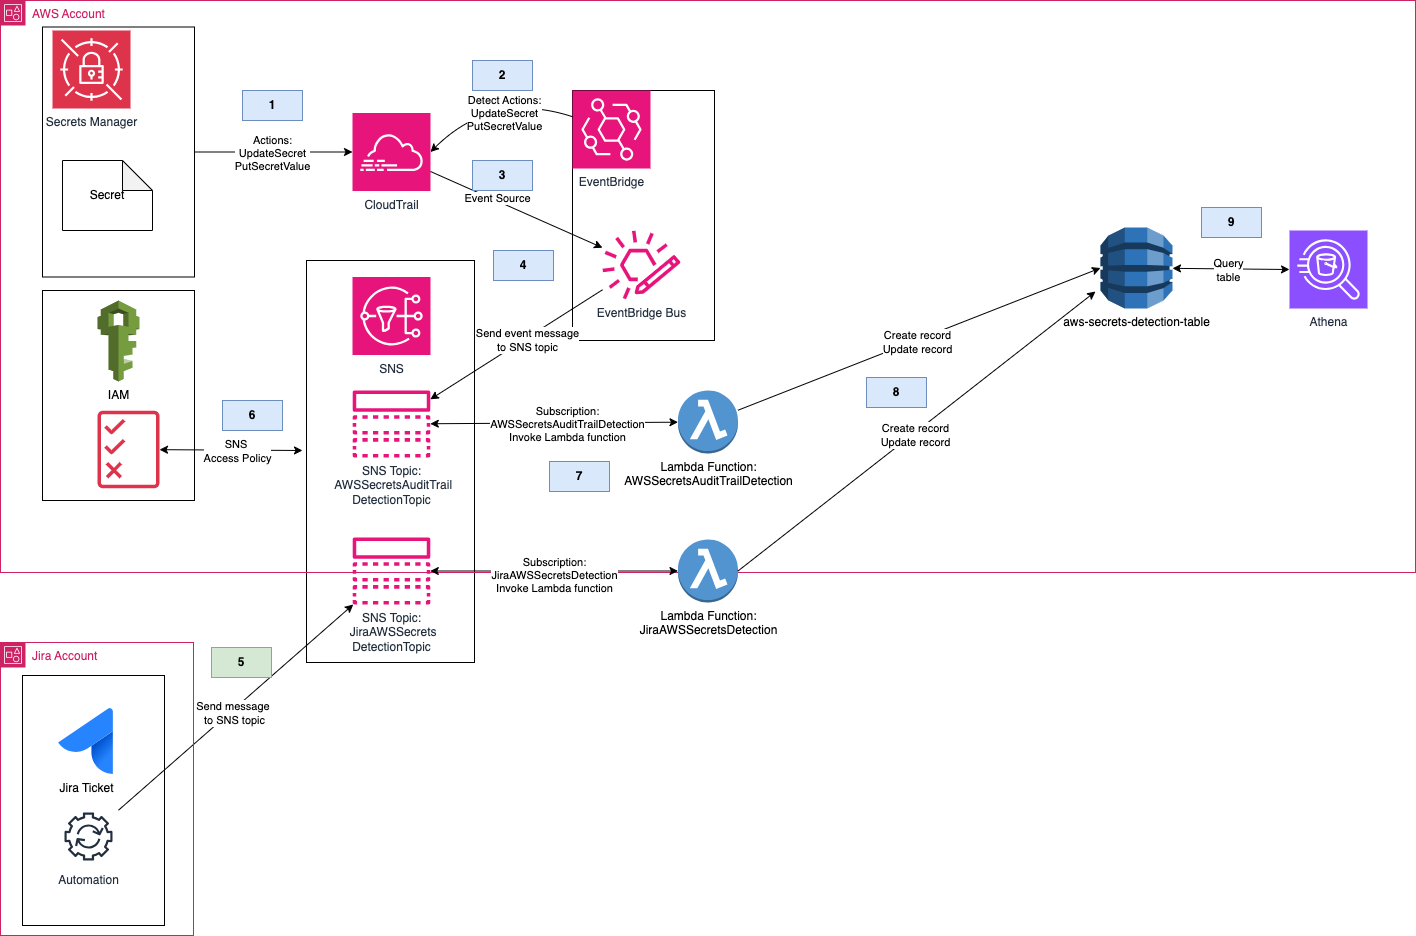 AWS Account
Secrets Manager
Secret
1
Actions:
UpdateSecret
PutSecretValue
CloudTrail
2
Detect Actions:
UpdateSecret
PutSecretValue
EventBridge
3
Event Source
EventBridge Bus
4
Send event message
to SNS topic
SNS
IAM
6
SNS
Access Policy
SNS Topic:
AWSSecretsAuditTrail
DetectionTopic
Subscription:
AWSSecretsAuditTrailDetection
Invoke Lambda function
7
Lambda Function:
AWSSecretsAuditTrailDetection
SNS Topic:
JiraAWSSecrets
DetectionTopic
Subscription:
JiraAWSSecretsDetection
Invoke Lambda function
Lambda Function:
JiraAWSSecretsDetection
Create record
Update record
8
Create record
Update record
aws-secrets-detection-table
9
Query
table
Athena
Jira Account
5
Send message
to SNS topic
Jira Ticket
Automation